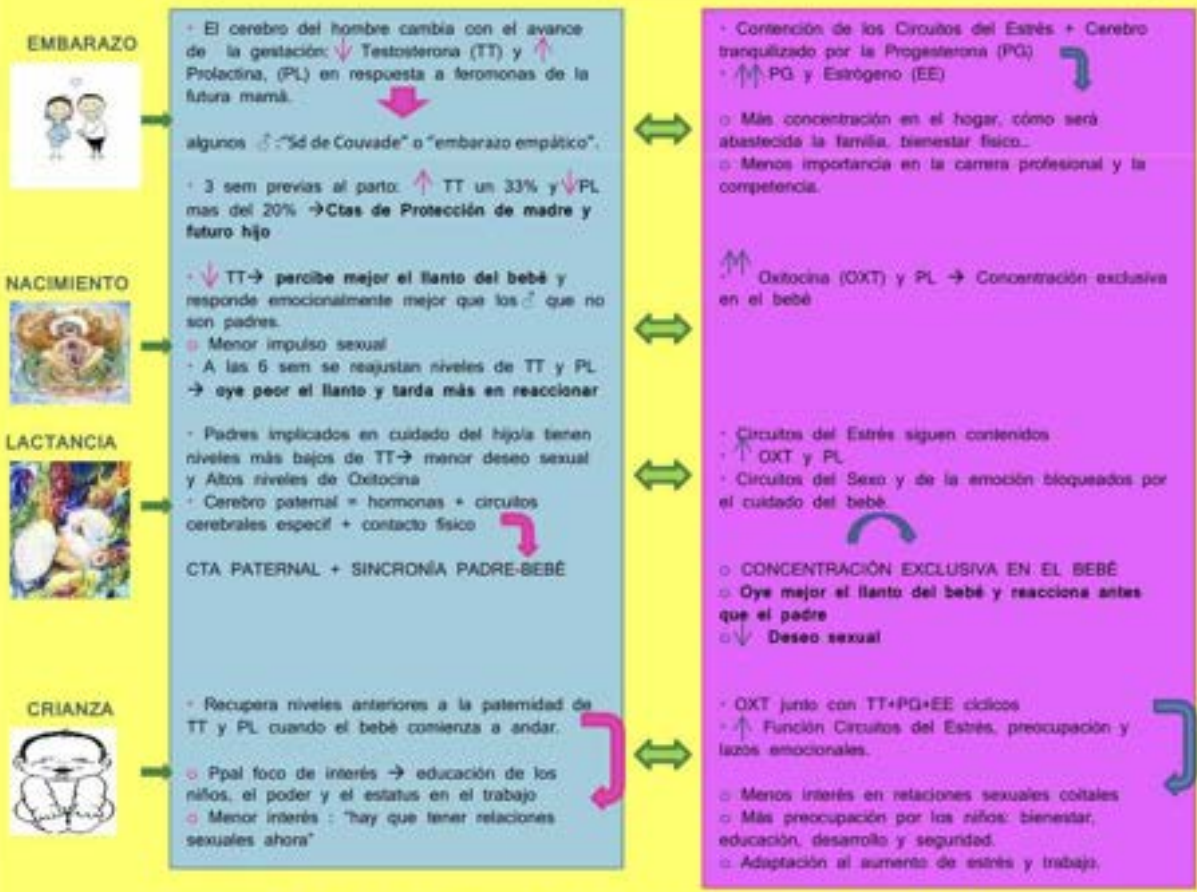 EMBARAZO
· El cerebro del hombre cambia con el avance
de la gestación: ↓ Testosterona (TT) y ↑
Prolactina, (PL) en respuesta a feromonas de la
futura mamá.
algunos ♂:"Sd de Couvade" o "embarazo empático".
· 3 sem previas al parto: ↑ TT un 33% y ↓PL
mas del 20% →Ctas de Protección de madre y
futuro hijo
· Contención de los Circuitos del Estrés + Cerebro
tranquilizado por la Progesterona (PG)
· ↑↑ PG y Estrógeno (EE)
o Más concentración en el hogar, cómo será
abastecida la familia, bienestar físico...
o Menos importancia en la carrera profesional y la
competencia.
NACIMIENTO
· ↓ TT→ percibe mejor el llanto del bebé y
responde emocionalmente mejor que los ♂ que no
son padres.
o Menor impulso sexual
· A las 6 sem se reajustan niveles de TT y PL
→ oye peor el llanto y tarda más en reaccionar
· ↑↑ Oxitocina (OXT) y PL → Concentración exclusiva
en el bebé
LACTANCIA
· Padres implicados en cuidado del hijo/a tienen
niveles más bajos de TT→ menor deseo sexual
y Altos niveles de Oxitocina
· Cerebro paternal = hormonas + circuitos
cerebrales especif + contacto físico
CTA PATERNAL + SINCRONÍA PADRE-BEBÉ
· Circuitos del Estrés siguen contenidos
· ↑ OXT y PL
· Circuitos del Sexo y de la emoción bloqueados por
el cuidado del bebé.
o CONCENTRACIÓN EXCLUSIVA EN EL BEBÉ
o Oye mejor el llanto del bebé y reacciona antes
que el padre
o ↓ Deseo sexual
CRIANZA
· Recupera niveles anteriores a la paternidad de
TT y PL cuando el bebé comienza a andar.
o Ppal foco de interés → educación de los
niños, el poder y el estatus en el trabajo
o Menor interés : "hay que tener relaciones
sexuales ahora"
· OXT junto con TT+PG+EE cíclicos
· ↑ Función Circuitos del Estrés, preocupación y
lazos emocionales.
o Menos interés en relaciones sexuales coitales
o Más preocupación por los niños: bienestar,
educación, desarrollo y seguridad.
o Adaptación al aumento de estrés y trabajo.